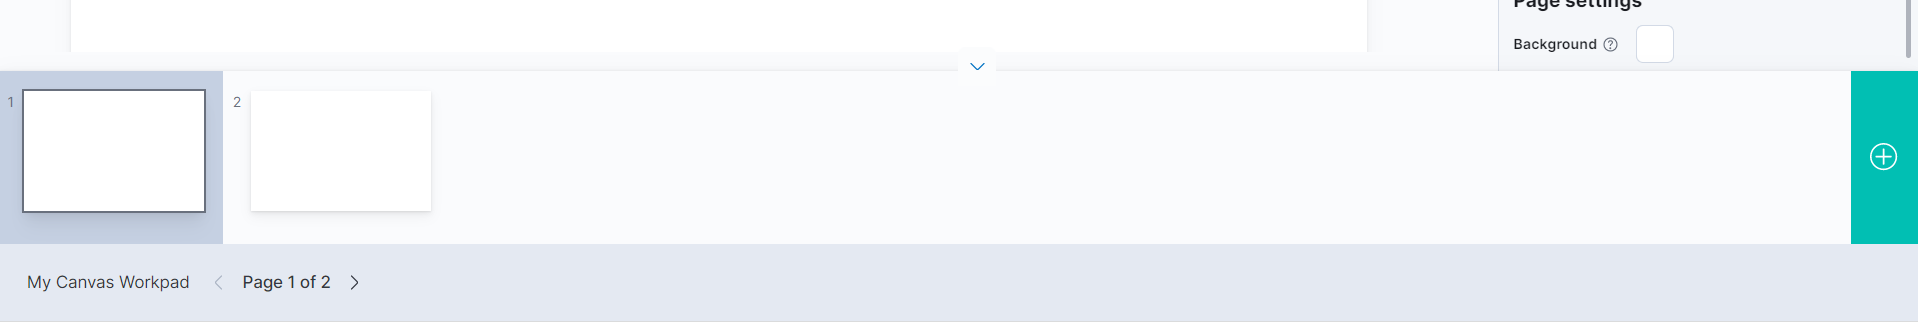 Page settings
Background
1
2
My Canvas Workpad
Page 1 of 2